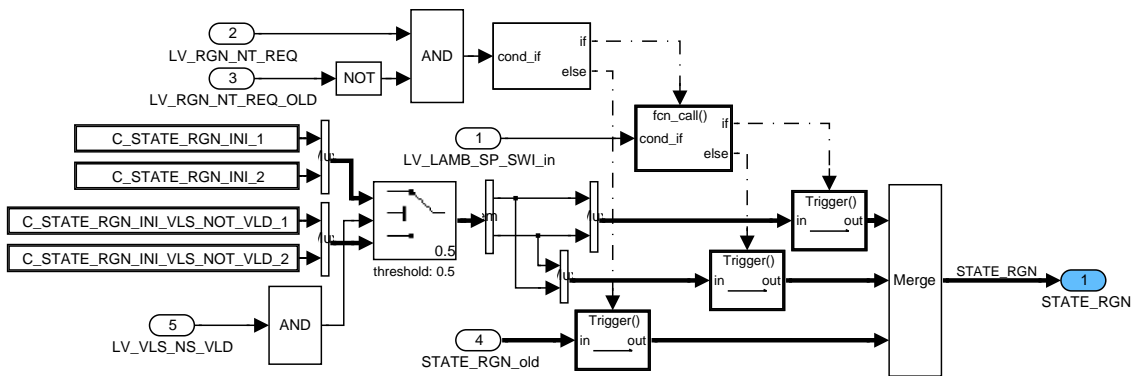 2
LV_RGN_NT_REQ
3
LV_RGN_NT_REQ_OLD
NOT
AND
cond_if
if
else
fcn_call()
cond_if
if
else
1
LV_LAMB_SP_SWI_in
C_STATE_RGN_INI_1
C_STATE_RGN_INI_2
C_STATE_RGN_INI_VLS_NOT_VLD_1
C_STATE_RGN_INI_VLS_NOT_VLD_2
0.5
threshold: 0.5
Trigger()
in out
Trigger()
in out
Trigger()
in out
Merge
STATE_RGN
1
STATE_RGN
5
LV_VLS_NS_VLD
AND
4
STATE_RGN_old